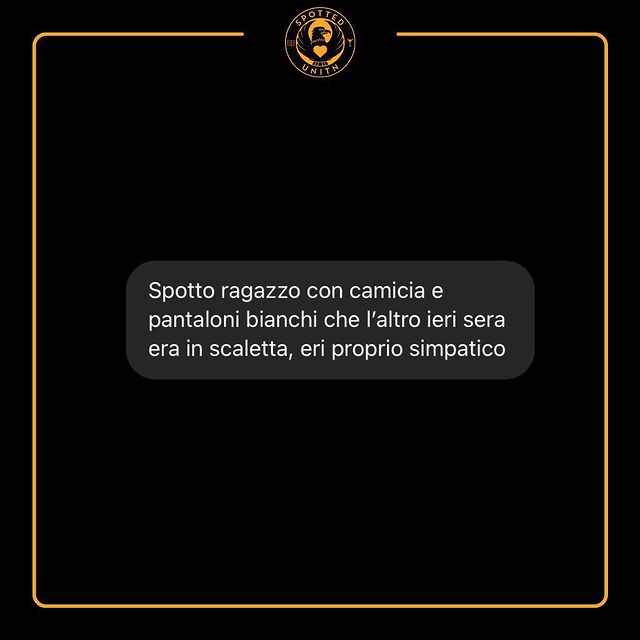 SPOTTED
UNITN
Spotto ragazzo con camicia e
pantaloni bianchi che l’altro ieri sera
era in scaletta, eri proprio simpatico